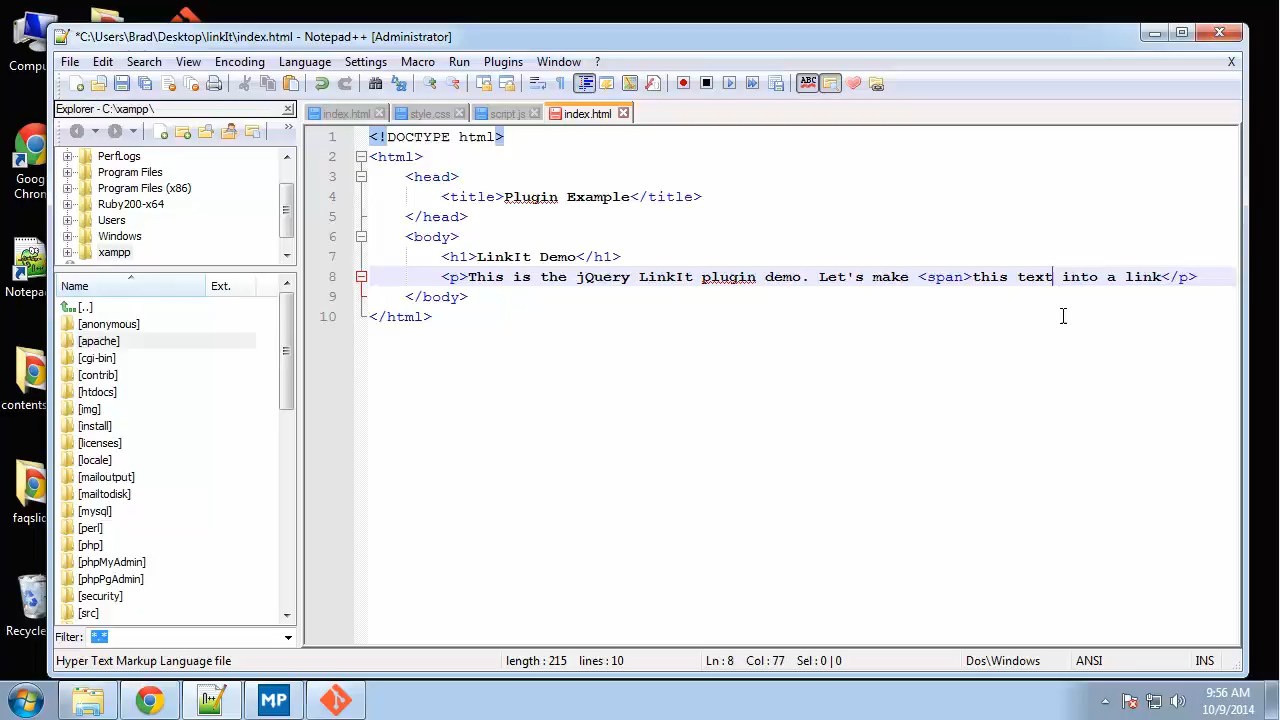 Compu
Goog
Chron
Notepad
contents
faqslid
Recycle
*C:\Users\Brad\Desktop\linkIt\index.html - Notepad++ [Administrator]
File Edit Search View Encoding Language Settings Macro Run Plugins Window ? X
ABC
Explorer - C:\xampp\
PerfLogs
Program Files
Program Files (x86)
Ruby200-x64
Users
Windows
xampp
Name Ext.
[..]
[anonymous]
[apache]
[cgi-bin]
[contrib]
[htdocs]
[img]
[install]
[licenses]
[locale]
[mailoutput]
[mailtodisk]
[mysql]
[perl]
[php]
[phpMyAdmin]
[phpPgAdmin]
[security]
[src]
Filter: *.*
index.html style.css script.js index.html
1 <!DOCTYPE html>
2 <html>
3 <head>
4 <title>Plugin Example</title>
5 </head>
6 <body>
7 <h1>LinkIt Demo</h1>
8 <p>This is the jQuery LinkIt plugin demo. Let's make <span>this text into a link</p>
9 </body>
10 </html>
Hyper Text Markup Language file length : 215 lines : 10 Ln : 8 Col : 77 Sel : 0 | 0 Dos\Windows ANSI INS
n++ MP
9:56 AM
10/9/2014